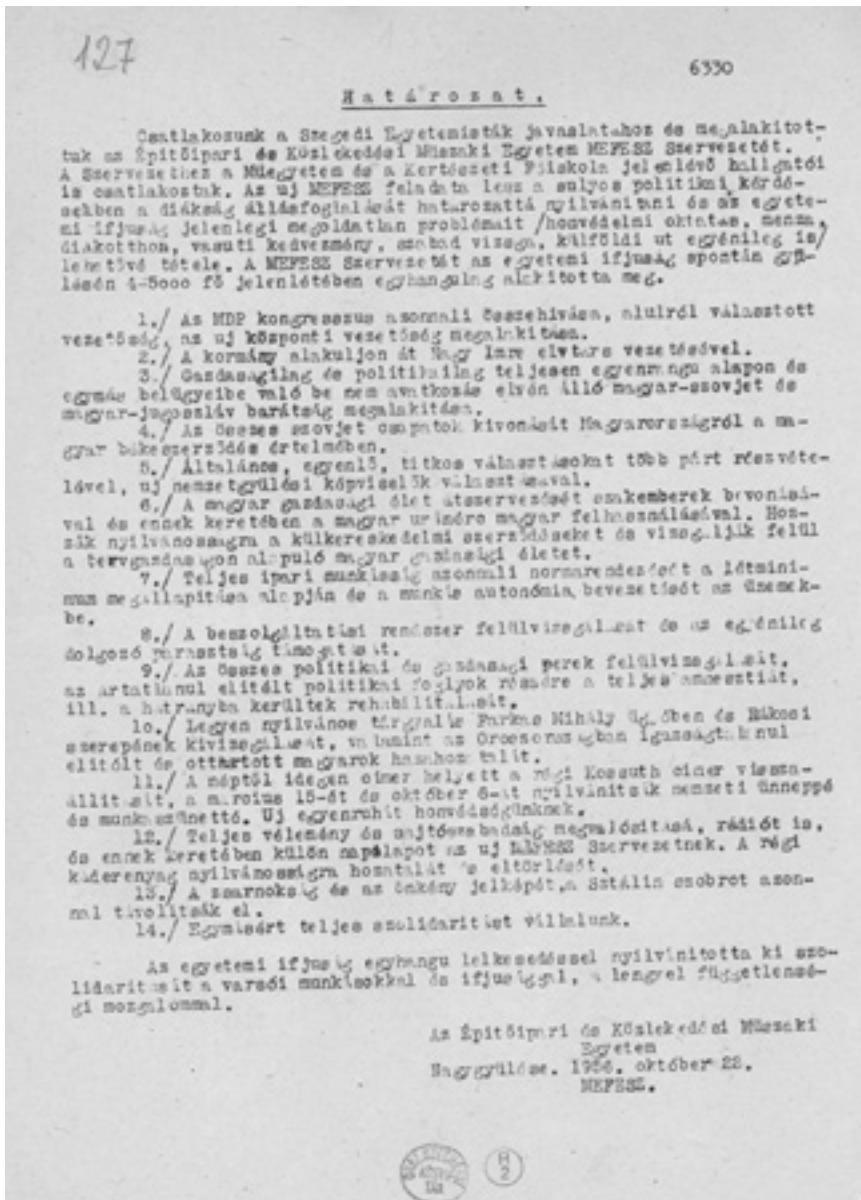 127
6330
Határozat.
Csatlakozunk a Szegedi Egyetemisták javaslatához és megalakitot-
tuk az Építőipari és Közlekedési Műszaki Egyetem MEFESZ Szervezetét.
A Szervezethez a Műegyetem és a Kertészeti Főiskola jelenlévő hallgatói
is csatlakoztak. Az uj MEFESZ feladata lesz a sulyos politikai kérdé-
sekben a diákság állásfoglalását határozattá nyilvánitani és az egyete-
mi ifjuság jelenlegi megoldatlan problémáit /honvédelmi oktatás, menza,
diákotthon, vasuti kedvezmény, szabad vizsga, külföldi ut egyénileg is/
lehetővé tétele. A MEFESZ Szervezetét az egyetemi ifjuság spontán gyü-
lésén 4-5000 fő jelenlétében egyhangulag alakitotta meg.
1./ Az MDP kongresszus azonnali összehivása, alulról választott
vezetőség, az uj központi vezetőség megalakitása.
2./ A kormány alakuljon át Nagy Imre elvtárs vezetésével.
3./ Gazdaságilag és politikailag teljesen egyenrangu alapon és
egymás belügyeibe való be nem avatkozás elvén álló magyar-szovjet és
magyar-jugoszláv barátság megalakitása.
4./ Az összes szovjet csapatok kivonását Magyarországról a ma-
gyar békeszerződés értelmében.
5./ Általános, egyenlő, titkos választásokat több párt részvéte-
lével, uj nemzetgyülési képviselők választásával.
6./ A magyar gazdasági élet átszervezését szakemberek bevonásá-
val és ennek keretében a magyar uránére magyar felhasználásával. Hoz-
zák nyilvánosságra a külkereskedelmi szerződéseket és vizsgálják felül
a tervgazdaságon alapuló magyar gazdasági életet.
7./ Teljes ipari munkásság azonnali normarendezését a létmini-
mum megállapitása alapján és a munkás autonómia bevezetését az üzemek-
be.
8./ A beszolgáltatási rendszer felülvizsgálását és az egyénileg
dolgozó parasztság támogatását.
9./ Az összes politikai és gazdasági perek felülvizsgálását,
az ártatlanul elitélt politikai foglyok részére a teljes amnesztiát,
ill. a hátrányba kerültek rehabilitálását.
10./ Legyen nyilvános tárgyalás Farkas Mihály ügyében és Rákosi
szerepének kivizsgálását, valamint az Oroszországban igazságtalanul
elitélt és ottartott magyarok hazahozatalát.
11./ A néptől idegen cimer helyett a régi Kossuth cimer vissza-
állitását, a március 15-át és október 6-át nyilvánitsák nemzeti ünneppé
és munkaszünetté. Uj egyenruhát honvédségünknek.
12./ Teljes vélemény és sajtószabadság megvalósitásá, rádiót is,
és ennek keretében külön napilapot az uj MEFESZ Szervezetnek. A régi
káderanyag nyilvánosságra hozatalát és eltörlését.
13./ A zsarnokság és az önkény jelképét, a Sztálin szobrot azon-
nal távolitsák el.
14./ Egymásért teljes szolidaritást vállalunk.
Az egyetemi ifjuság egyhangu lelkesedéssel nyilvánitotta ki szo-
lidaritását a varsói munkásokkal és ifjusággal, a lengyel függetlensé-
gi mozgalommal.
Az Építőipari és Közlekedési Műszaki
Egyetem
Nagygyülése. 1956. október 22.
MEFESZ.